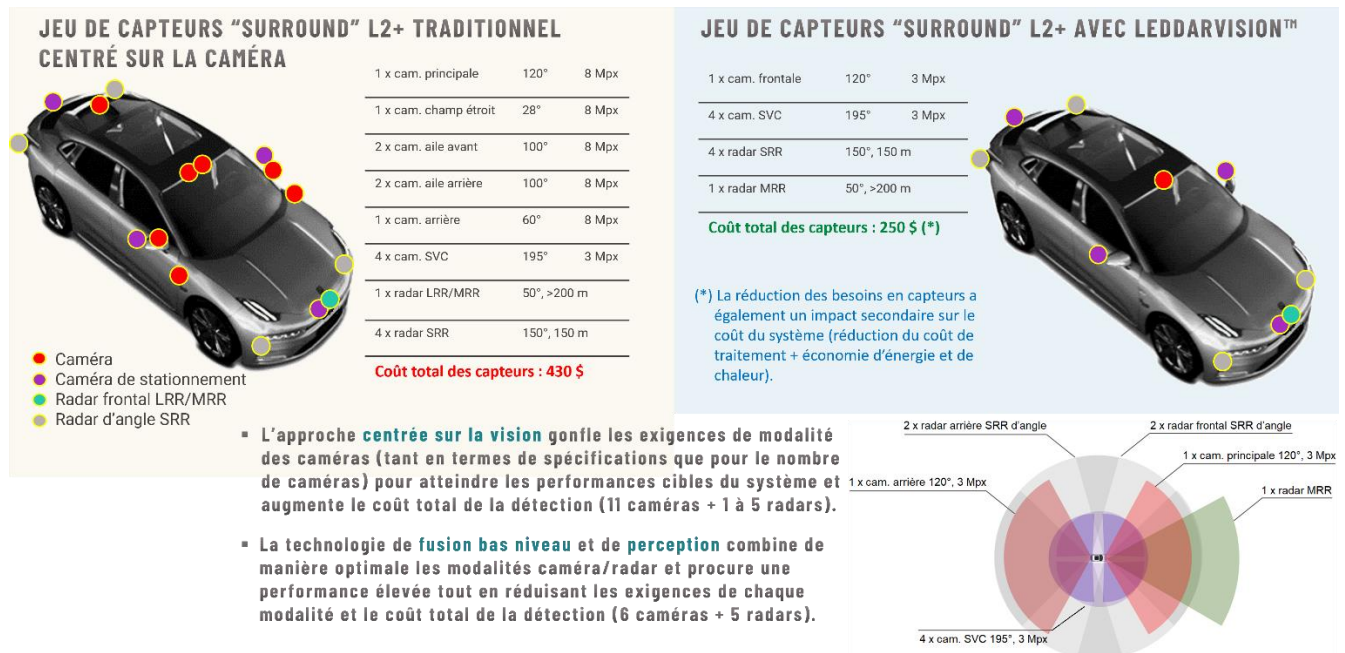 JEU DE CAPTEURS “SURROUND” L2+ TRADITIONNEL
CENTRÉ SUR LA CAMÉRA
1 x cam. principale 120° 8 Mpx
1 x cam. champ étroit 28° 8 Mpx
2 x cam. aile avant 100° 8 Mpx
2 x cam. aile arrière 100° 8 Mpx
1 x cam. arrière 60° 8 Mpx
4 x cam. SVC 195° 3 Mpx
1 x radar LRR/MRR 50°, >200 m
4 x radar SRR 150°, 150 m
Coût total des capteurs : 430 $
Caméra
Caméra de stationnement
Radar frontal LRR/MRR
Radar d'angle SRR
JEU DE CAPTEURS “SURROUND” L2+ AVEC LEDDARVISION™
1 x cam. frontale 120° 3 Mpx
4 x cam. SVC 195° 3 Mpx
4 x radar SRR 150°, 150 m
1 x radar MRR 50°, >200 m
Coût total des capteurs : 250 $ (*)
(*) La réduction des besoins en capteurs a
également un impact secondaire sur le
coût du système (réduction du coût de
traitement + économie d’énergie et de
chaleur).
▪ L’approche centrée sur la vision gonfle les exigences de modalité
des caméras (tant en termes de spécifications que pour le nombre
de caméras) pour atteindre les performances cibles du système et
augmente le coût total de la détection (11 caméras + 1 à 5 radars).
▪ La technologie de fusion bas niveau et de perception combine de
manière optimale les modalités caméra/radar et procure une
performance élevée tout en réduisant les exigences de chaque
modalité et le coût total de la détection (6 caméras + 5 radars).
2 x radar arrière SRR d'angle
2 x radar frontal SRR d'angle
1 x cam. principale 120°, 3 Mpx
1 x cam. arrière 120°, 3 Mpx
1 x radar MRR
4 x cam. SVC 195°, 3 Mpx